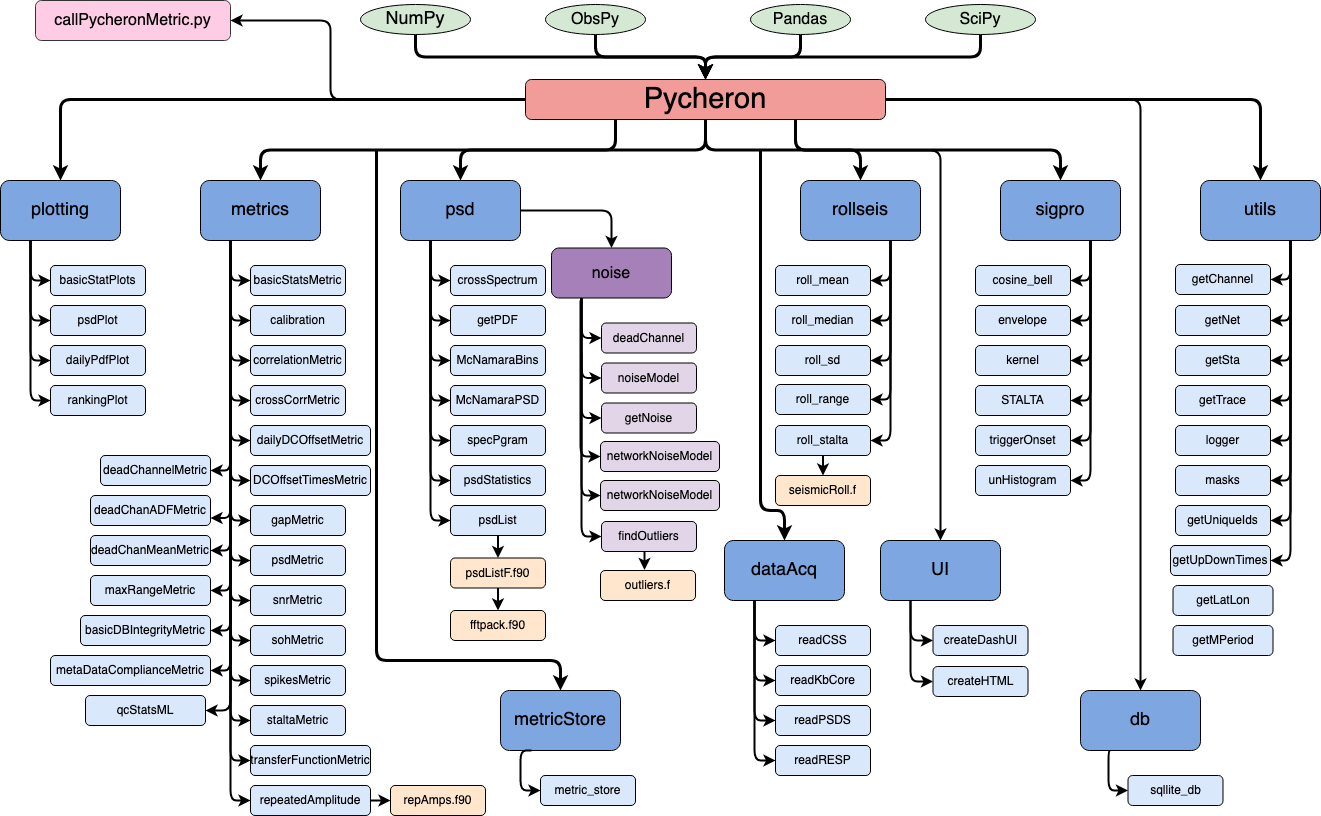 callPycheronMetric.py
NumPy
ObsPy
Pandas
SciPy
Pycheron
plotting
metrics
psd
rollseis
sigpro
utils
basicStatPlots
psdPlot
dailyPdfPlot
rankingPlot
basicStatsMetric
calibration
correlationMetric
crossCorrMetric
dailyDCOffsetMetric
DCOffsetTimesMetric
gapMetric
psdMetric
snrMetric
sohMetric
spikesMetric
staltaMetric
transferFunctionMetric
repeatedAmplitude
repAmps.f90
deadChannelMetric
deadChanADFMetric
deadChanMeanMetric
maxRangeMetric
basicDBIntegrityMetric
metaDataComplianceMetric
qcStatsML
crossSpectrum
getPDF
McNamaraBins
McNamaraPSD
specPgram
psdStatistics
psdList
psdListF.f90
fftpack.f90
noise
deadChannel
noiseModel
getNoise
networkNoiseModel
networkNoiseModel
findOutliers
outliers.f
metricStore
metric_store
roll_mean
roll_median
roll_sd
roll_range
roll_stalta
seismicRoll.f
dataAcq
readCSS
readKbCore
readPSDS
readRESP
UI
createDashUI
createHTML
cosine_bell
envelope
kernel
STALTA
triggerOnset
unHistogram
getChannel
getNet
getSta
getTrace
logger
masks
getUniqueIds
getUpDownTimes
getLatLon
getMPeriod
db
sqllite_db